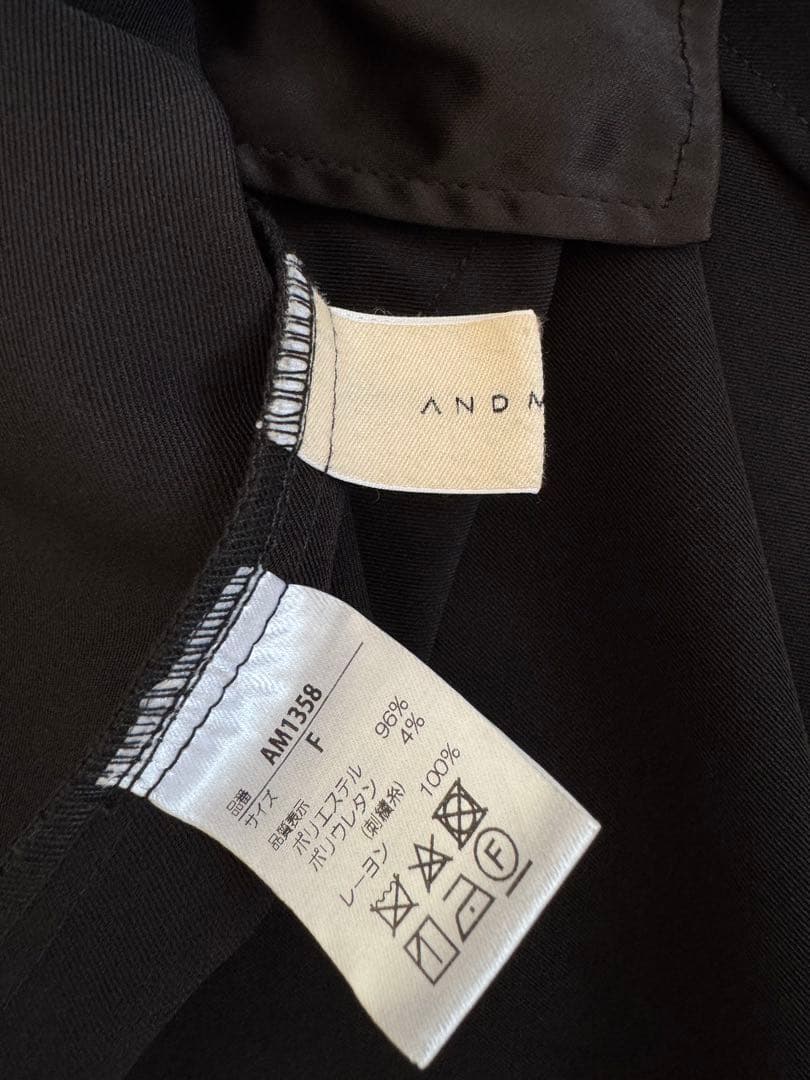 ANDM
品番 AM1358
サイズ F
品質表示
ポリエステル 96%
ポリウレタン 4%
(刺繍糸)
レーヨン 100%
F